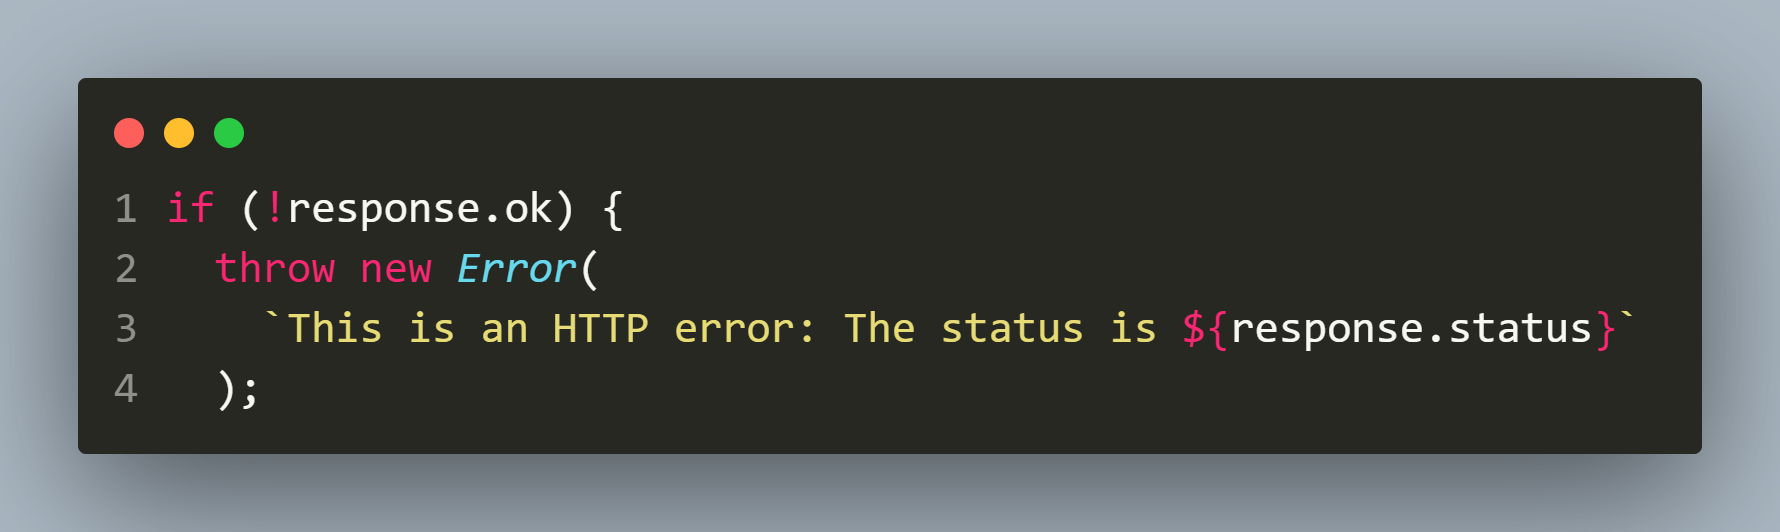 1 if (!response.ok) {
2   throw new Error(
3     `This is an HTTP error: The status is ${response.status}`
4   );